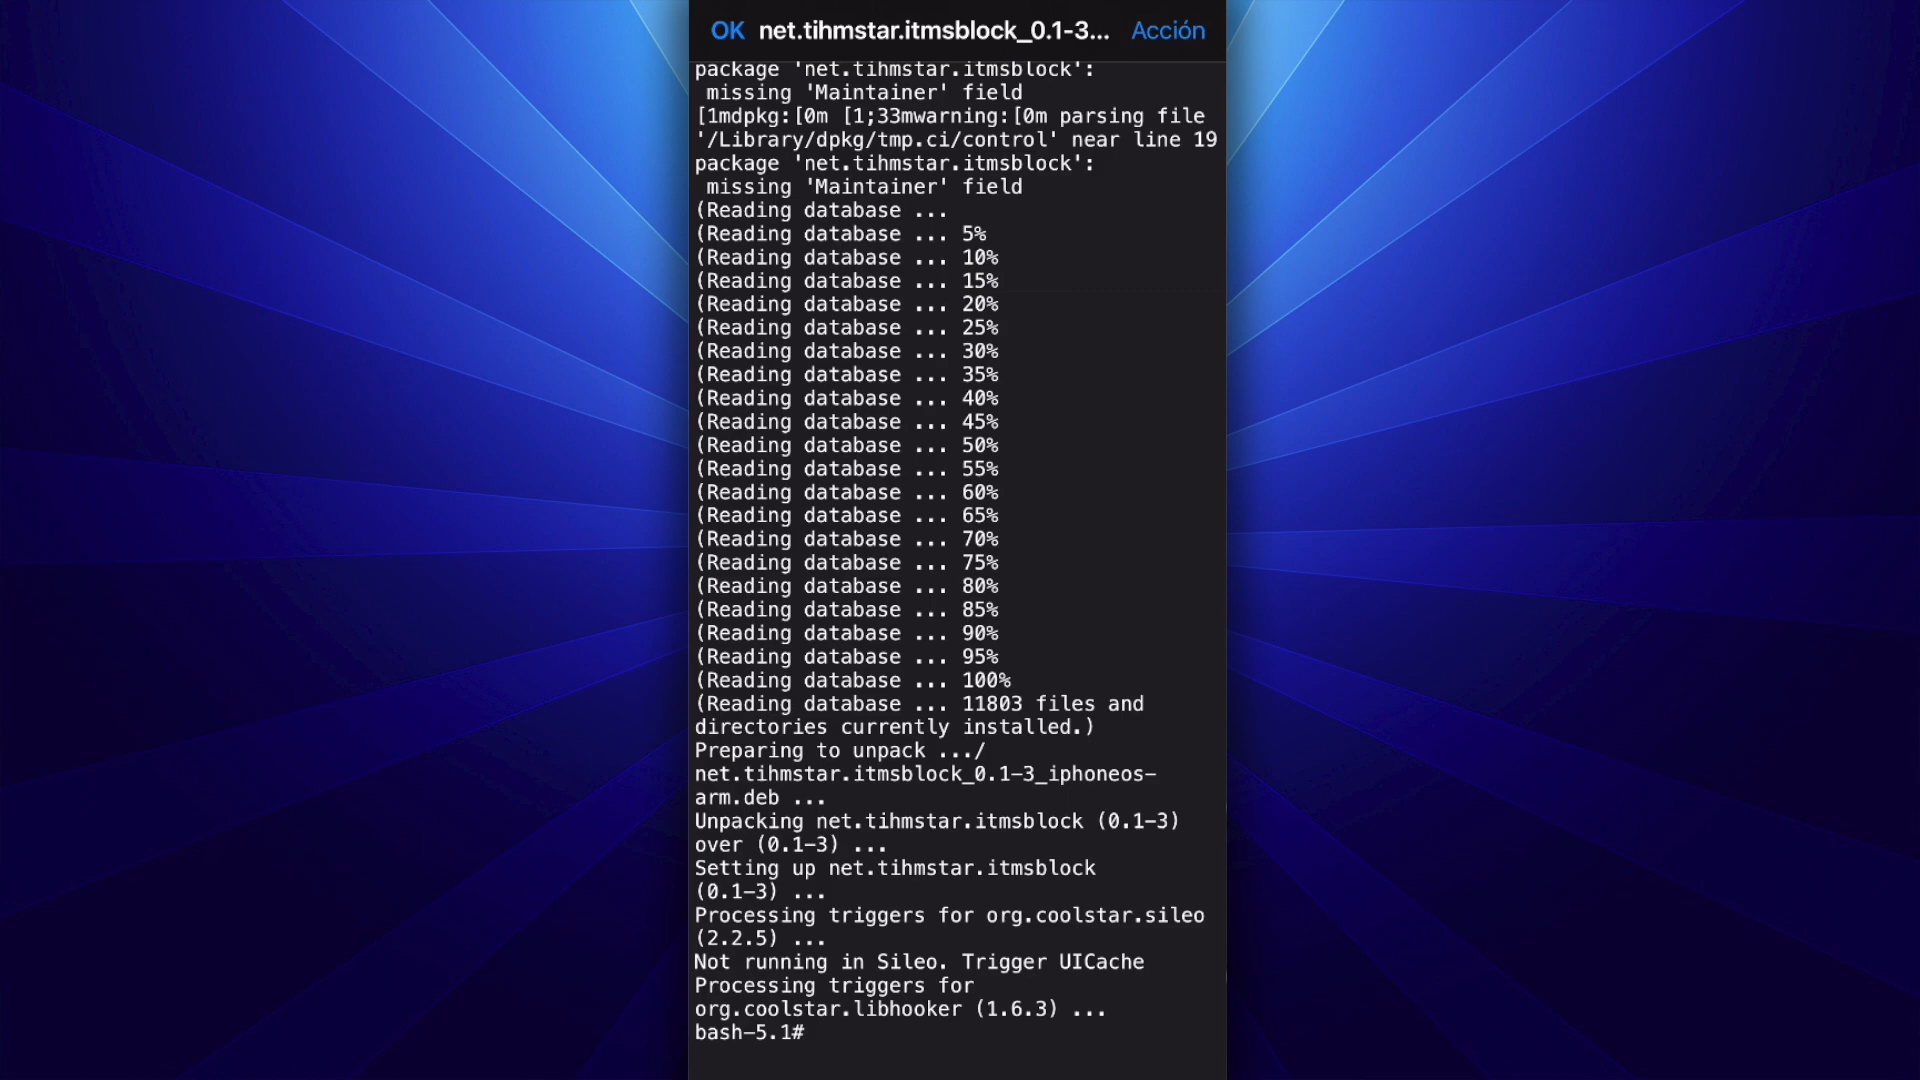 OK net.tihmstar.itmsblock_0.1-3... Acción
package 'net.tihmstar.itmsblock':
missing 'Maintainer' field
[1mdpkg:[0m [1;33mwarning:[0m parsing file
'/Library/dpkg/tmp.ci/control' near line 19
package 'net.tihmstar.itmsblock':
missing 'Maintainer' field
(Reading database ...
(Reading database ... 5%
(Reading database ... 10%
(Reading database ... 15%
(Reading database ... 20%
(Reading database ... 25%
(Reading database ... 30%
(Reading database ... 35%
(Reading database ... 40%
(Reading database ... 45%
(Reading database ... 50%
(Reading database ... 55%
(Reading database ... 60%
(Reading database ... 65%
(Reading database ... 70%
(Reading database ... 75%
(Reading database ... 80%
(Reading database ... 85%
(Reading database ... 90%
(Reading database ... 95%
(Reading database ... 100%
(Reading database ... 11803 files and
directories currently installed.)
Preparing to unpack .../
net.tihmstar.itmsblock_0.1-3_iphoneos-
arm.deb ...
Unpacking net.tihmstar.itmsblock (0.1-3)
over (0.1-3) ...
Setting up net.tihmstar.itmsblock
(0.1-3) ...
Processing triggers for org.coolstar.sileo
(2.2.5) ...
Not running in Sileo. Trigger UICache
Processing triggers for
org.coolstar.libhooker (1.6.3) ...
bash-5.1#